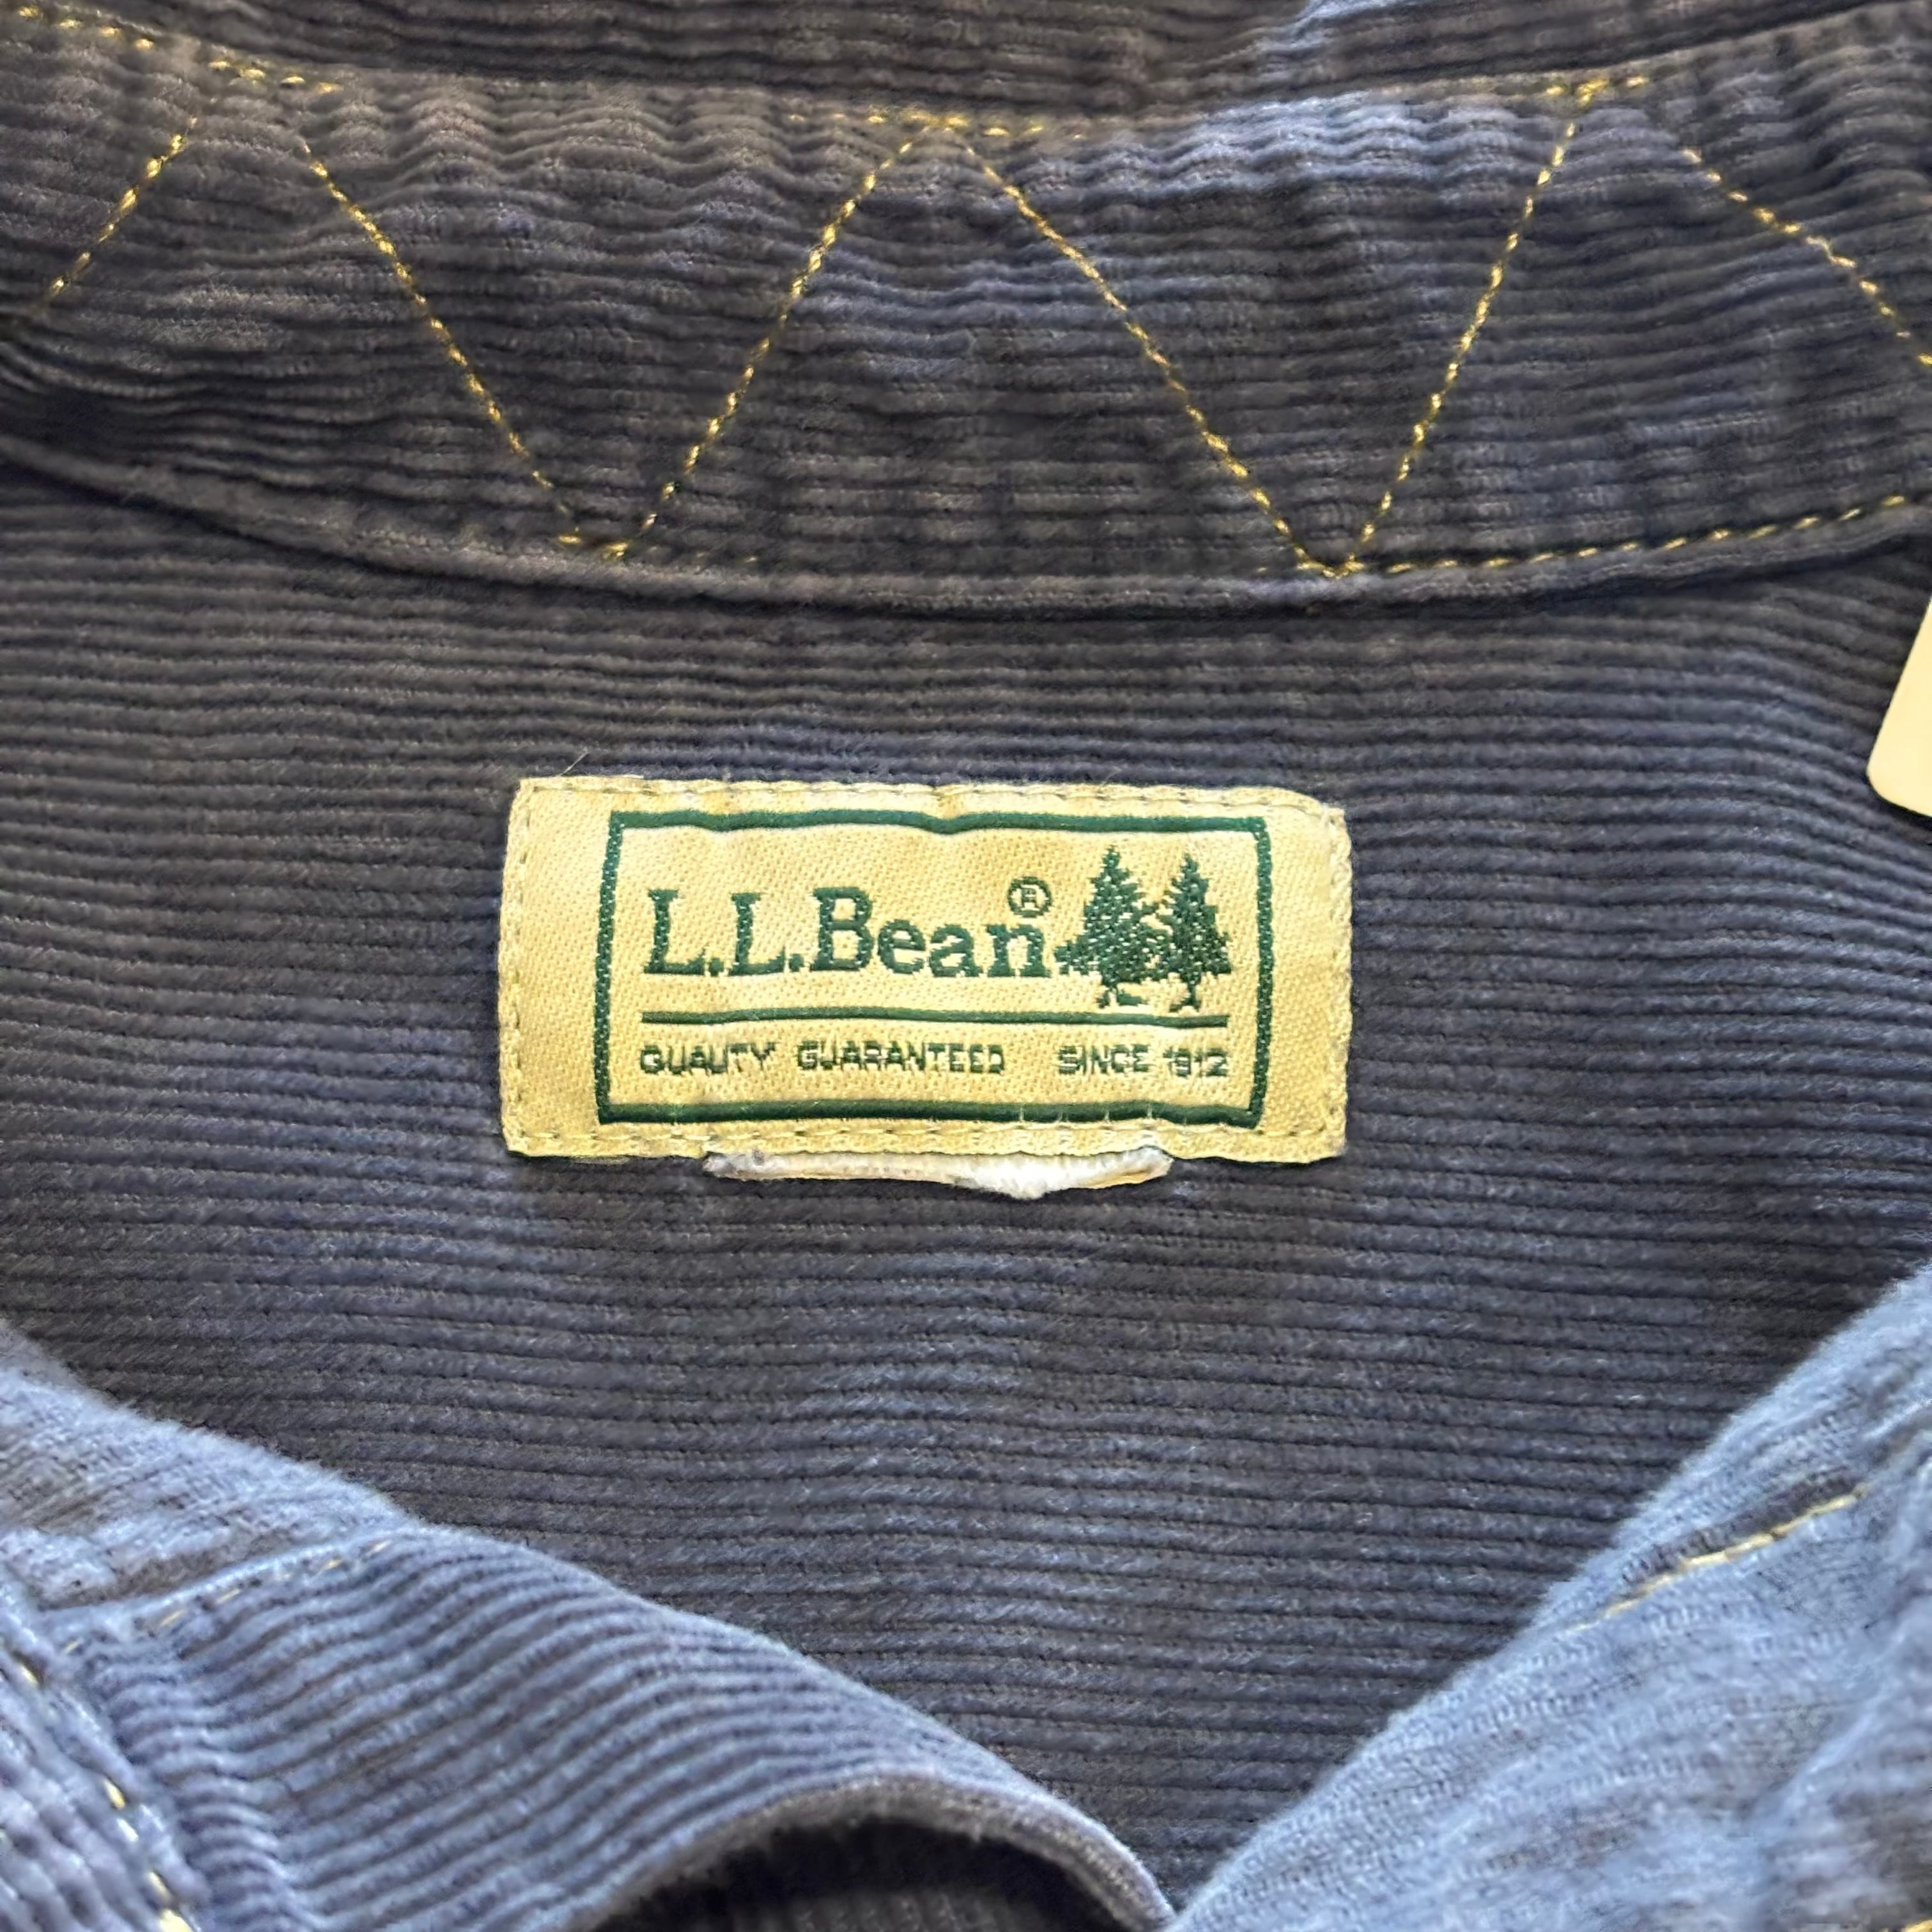 L.L.Bean®
QUALITY GUARANTEED SINCE 1912